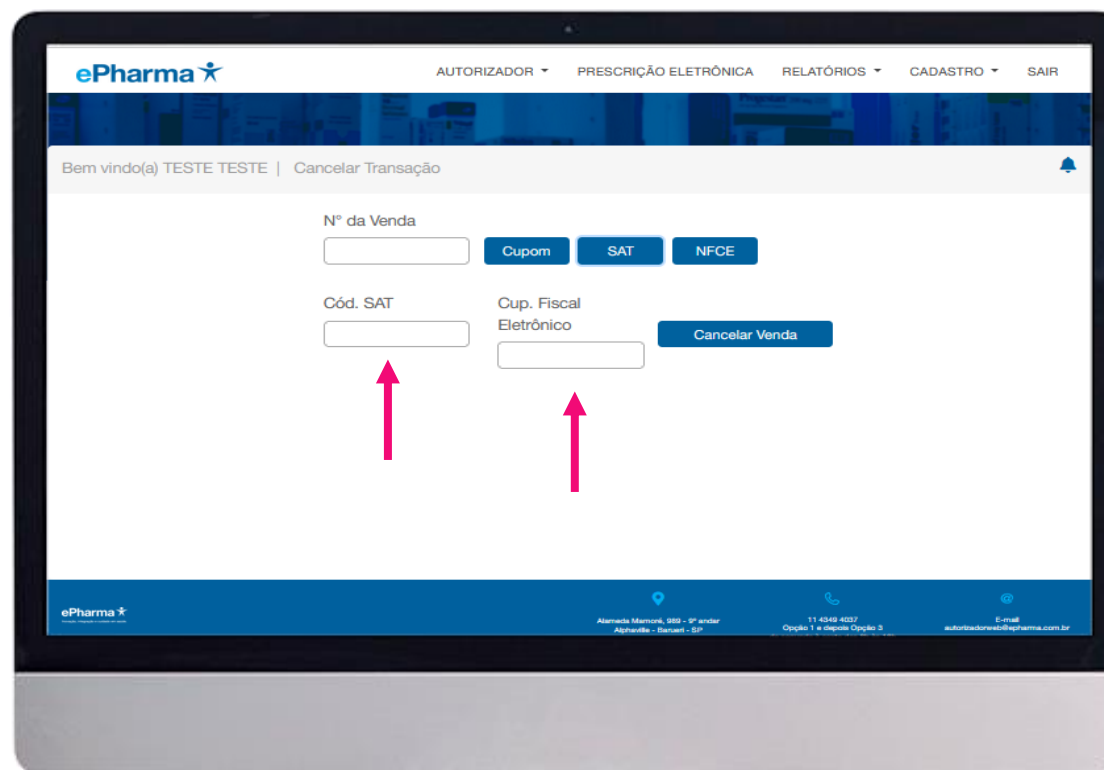 ePharma
AUTORIZADOR
PRESCRIÇÃO ELETRÔNICA
RELATÓRIOS
CADASTRO
SAIR
Bem vindo(a) TESTE TESTE | Cancelar Transação
N° da Venda
Cupom
SAT
NFCE
Cód. SAT
Cup. Fiscal
Eletrônico
Cancelar Venda
ePharma
Alameda Mamoré, 989 - 9º andar
Alphaville - Barueri - SP
11 4349 4037
Opção 1 e depois Opção 3
E-mail
autorizadorweb@epharma.com.br